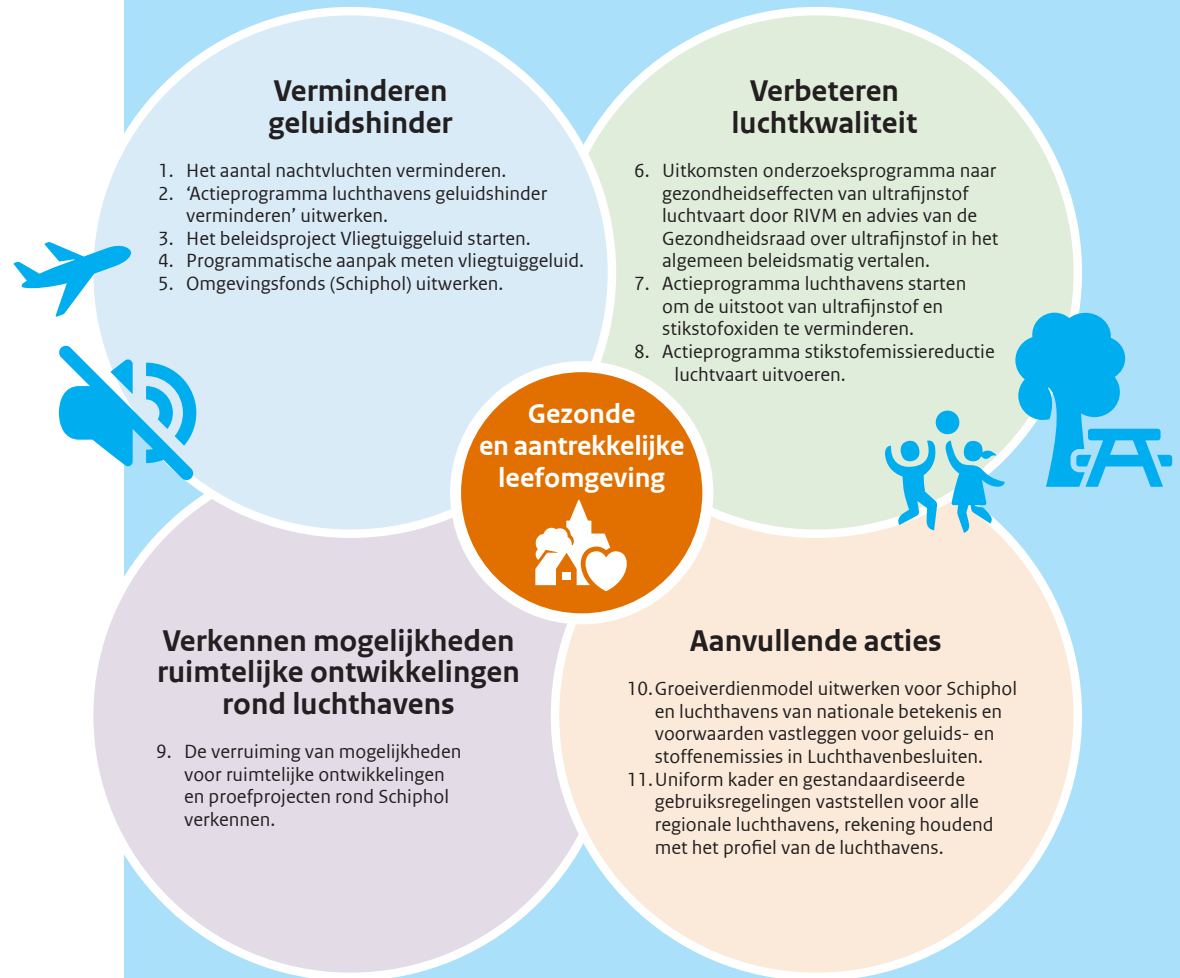 Verminderen
geluidshinder
1. Het aantal nachtvluchten verminderen.
2. ‘Actieprogramma luchthavens geluidshinder
verminderen’ uitwerken.
3. Het beleidsproject Vliegtuiggeluid starten.
4. Programmatische aanpak meten vliegtuiggeluid.
5. Omgevingsfonds (Schiphol) uitwerken.
Verbeteren
luchtkwaliteit
6. Uitkomsten onderzoeksprogramma naar
gezondheidseffecten van ultrafijnstof
luchtvaart door RIVM en advies van de
Gezondheidsraad over ultrafijnstof in het
algemeen beleidsmatig vertalen.
7. Actieprogramma luchthavens starten
om de uitstoot van ultrafijnstof en
stikstofoxiden te verminderen.
8. Actieprogramma stikstofemissiereductie
luchtvaart uitvoeren.
Gezonde
en aantrekkelijke
leefomgeving
Verkennen mogelijkheden
ruimtelijke ontwikkelingen
rond luchthavens
9. De verruiming van mogelijkheden
voor ruimtelijke ontwikkelingen
en proefprojecten rond Schiphol
verkennen.
Aanvullende acties
10. Groeiverdienmodel uitwerken voor Schiphol
en luchthavens van nationale betekenis en
voorwaarden vastleggen voor geluids- en
stoffenemissies in Luchthavenbesluiten.
11. Uniform kader en gestandaardiseerde
gebruiksregelingen vaststellen voor alle
regionale luchthavens, rekening houdend
met het profiel van de luchthavens.